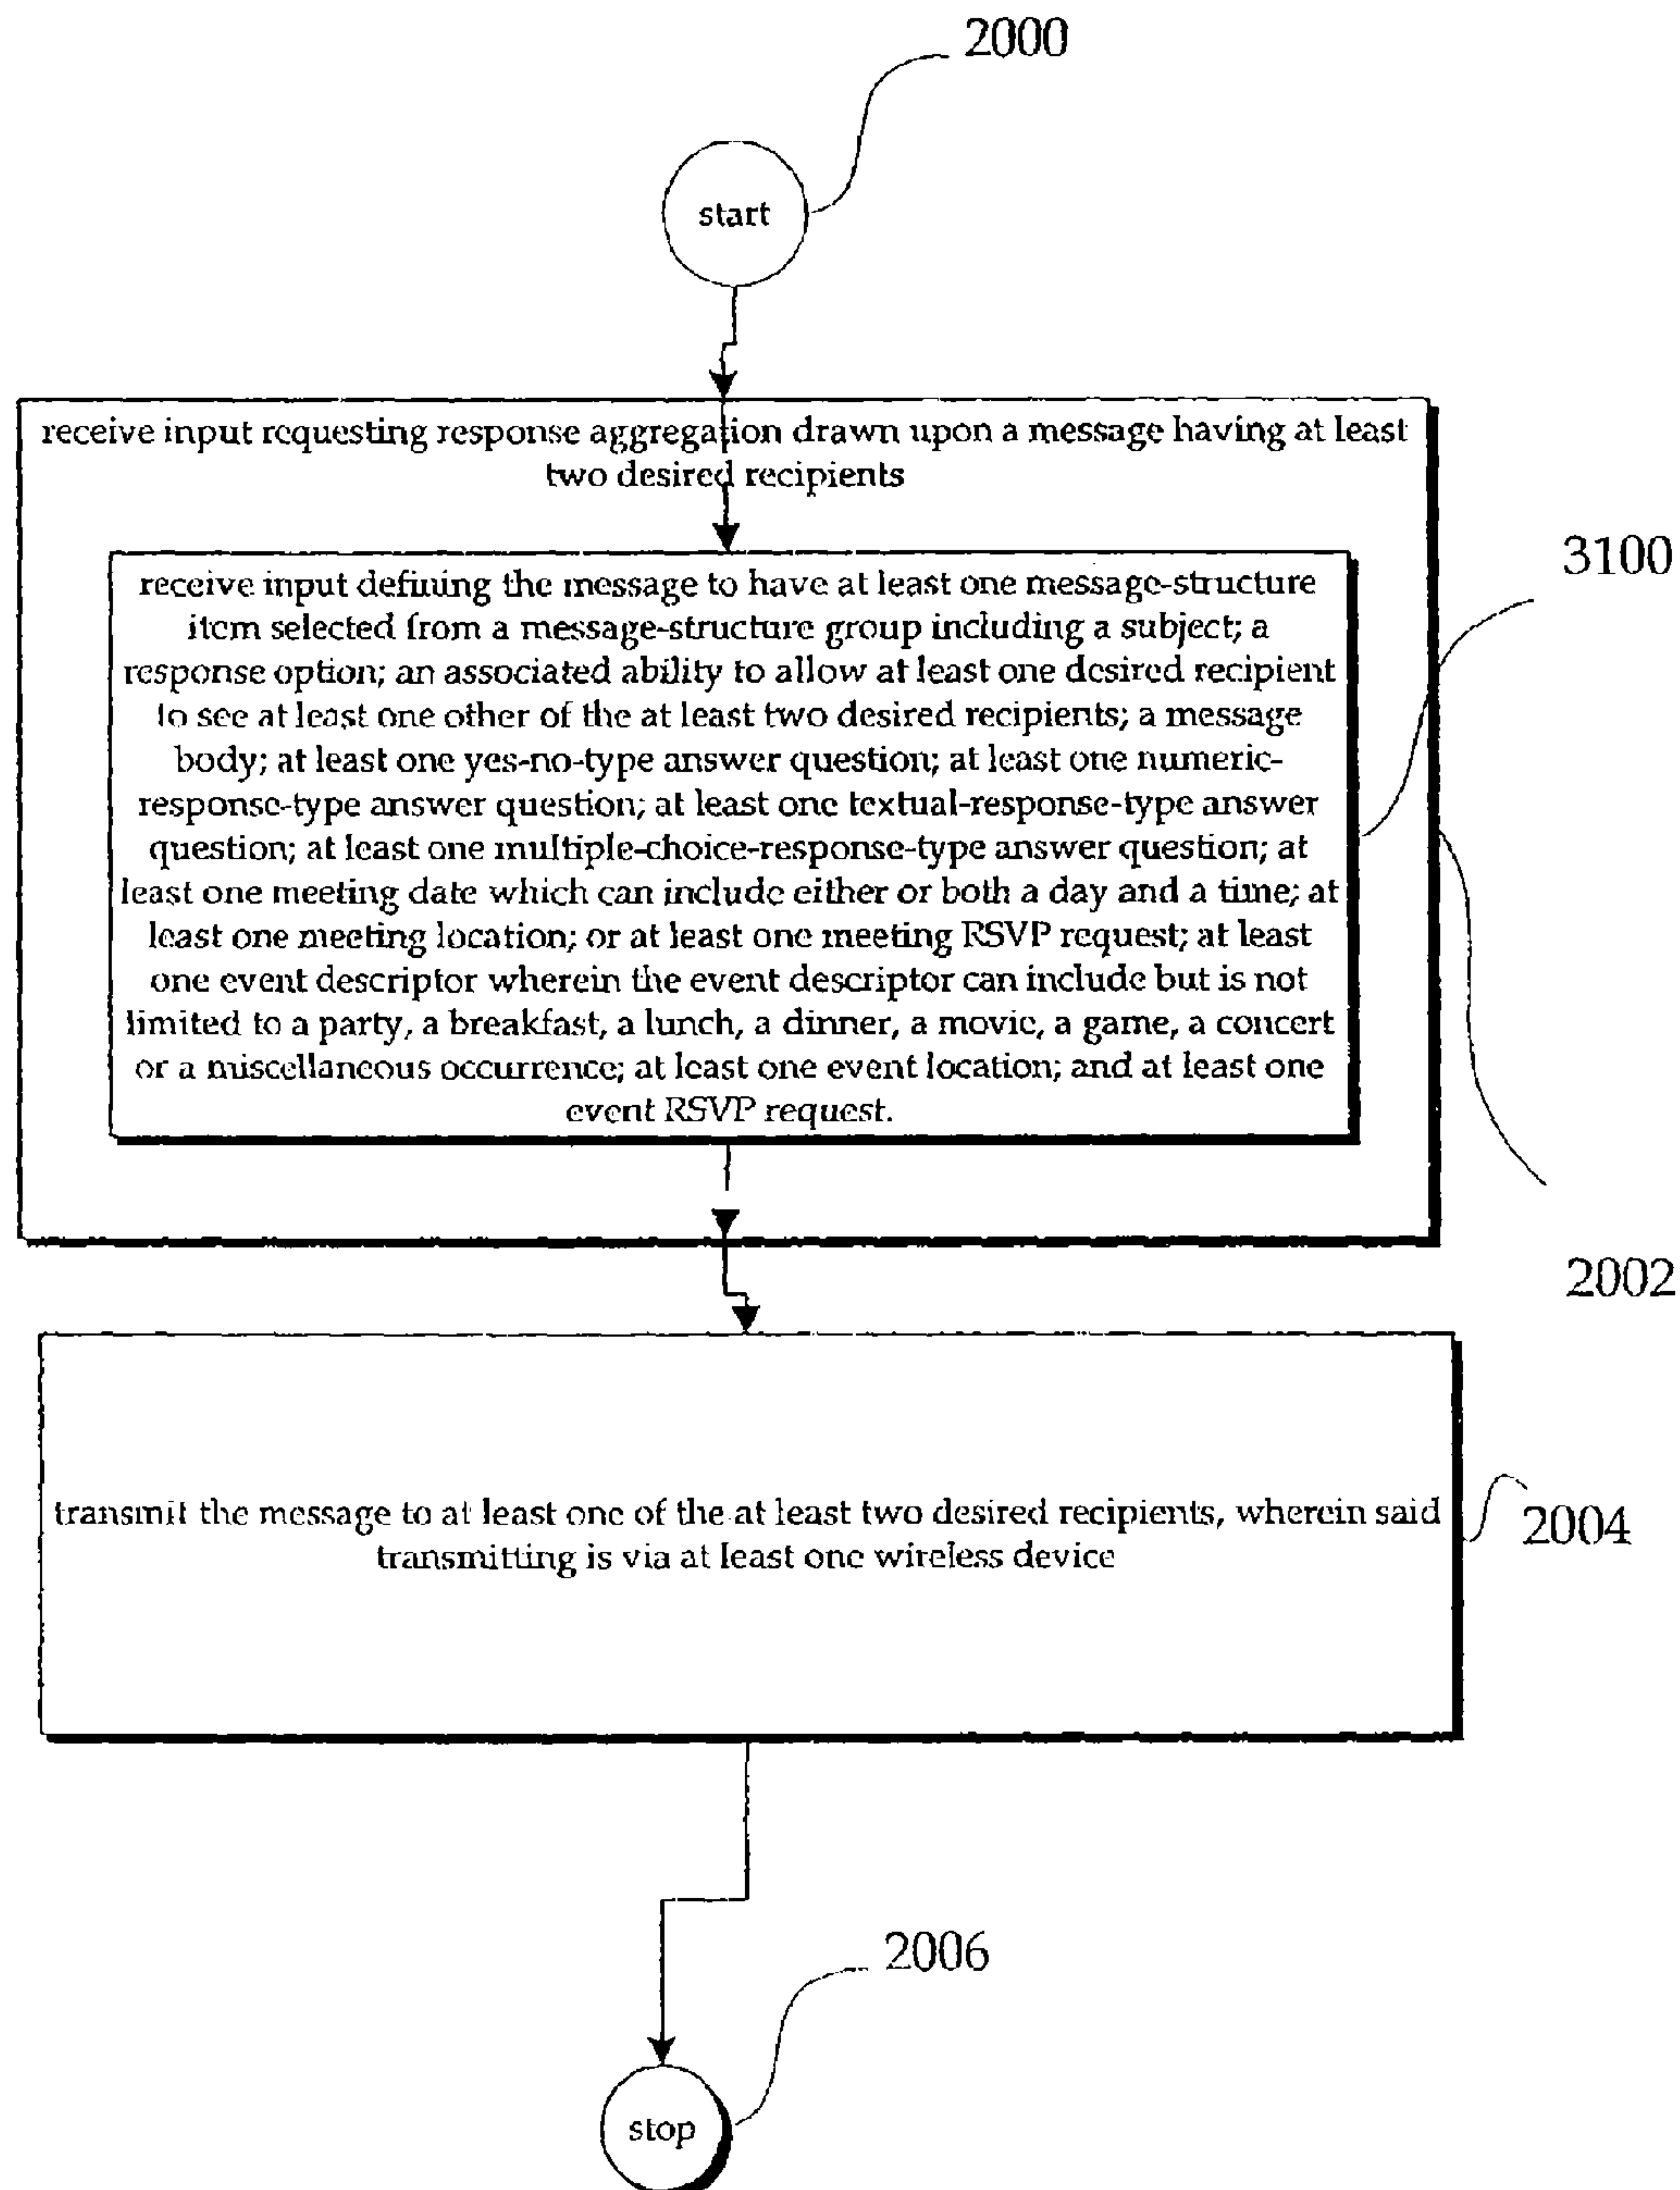 2000
start
receive input requesting response aggregation drawn upon a message having at least
two desired recipients
3100
receive input defining the message to have at least one message-structure
item selected from a message-structure group including a subject; a
response option; an associated ability to allow at least one desired recipient
to see at least one other of the at least two desired recipients; a message
body; at least one yes-no-type answer question; at least one numeric-
response-type answer question; at least one textual-response-type answer
question; at least one multiple-choice-response-type answer question; at
least one meeting date which can include either or both a day and a time; at
least one meeting location; or at least one meeting RSVP request; at least
one event descriptor wherein the event descriptor can include but is not
limited to a party, a breakfast, a lunch, a dinner, a movie, a game, a concert
or a miscellaneous occurrence; at least one event location; and at least one
event RSVP request.
2002
transmit the message to at least one of the at least two desired recipients, wherein said
transmitting is via at least one wireless device
2004
2006
stop